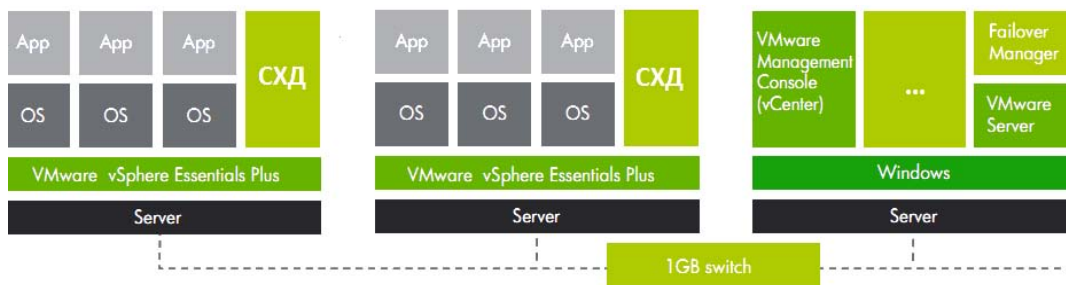 App App App
СХД
OS OS OS
VMware vSphere Essentials Plus
Server
App App App
СХД
OS OS OS
VMware vSphere Essentials Plus
Server
VMware
Management
Console
(vCenter)
...
Failover
Manager
VMware
Server
Windows
Server
1GB switch